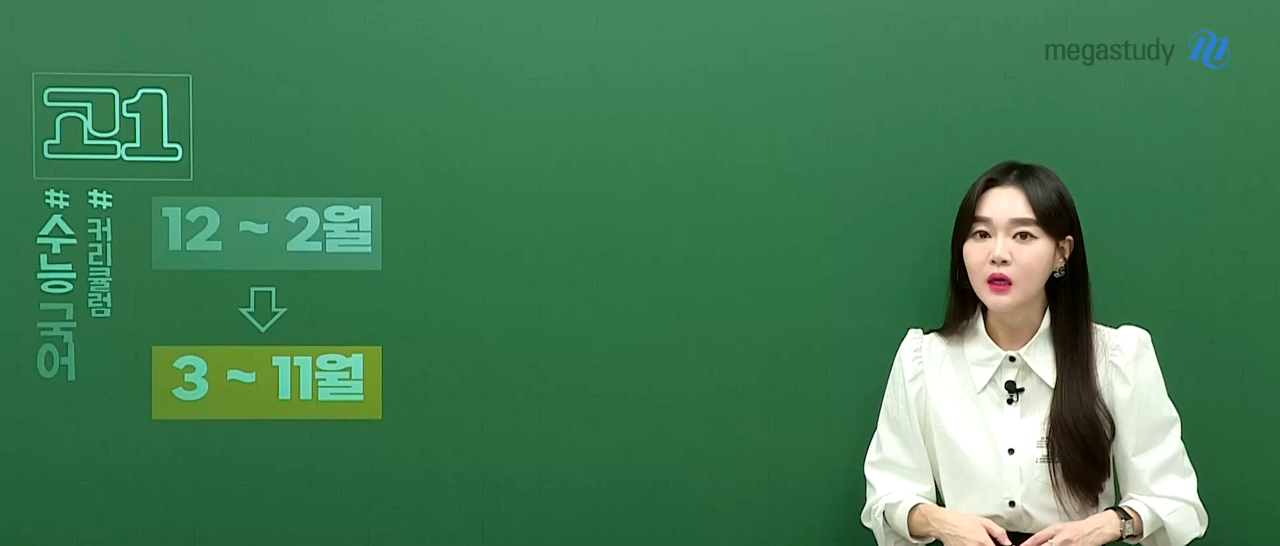 megastudy
고1
#수능국어
#커리큘럼
12 ~ 2월
3 ~ 11월